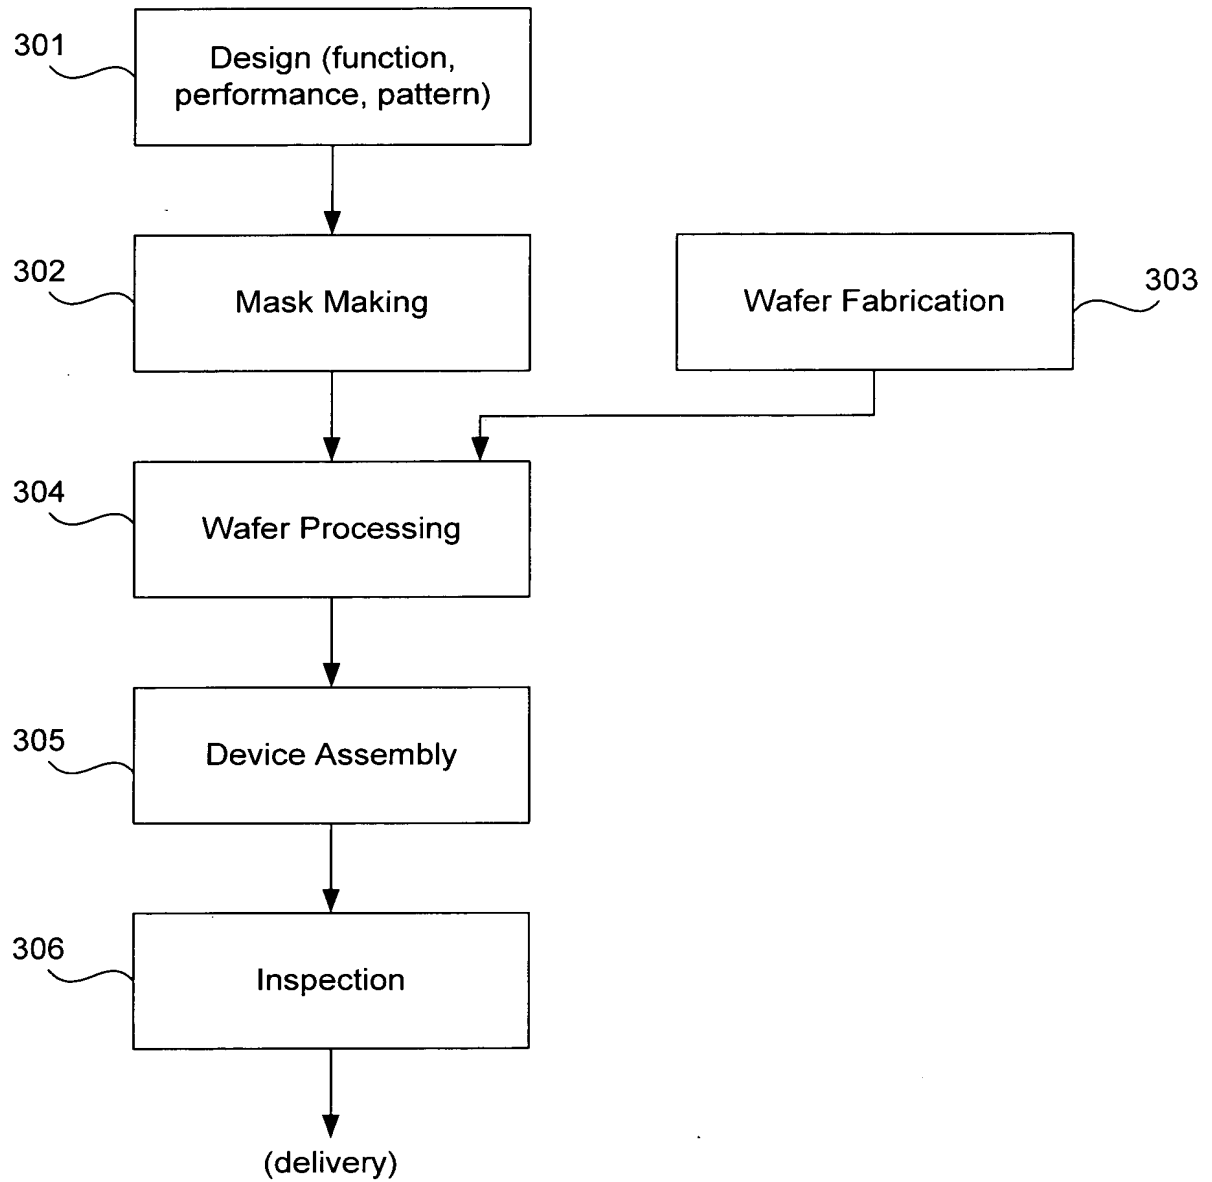 301
Design (function,
performance, pattern)
302
Mask Making
Wafer Fabrication
303
304
Wafer Processing
305
Device Assembly
306
Inspection
(delivery)